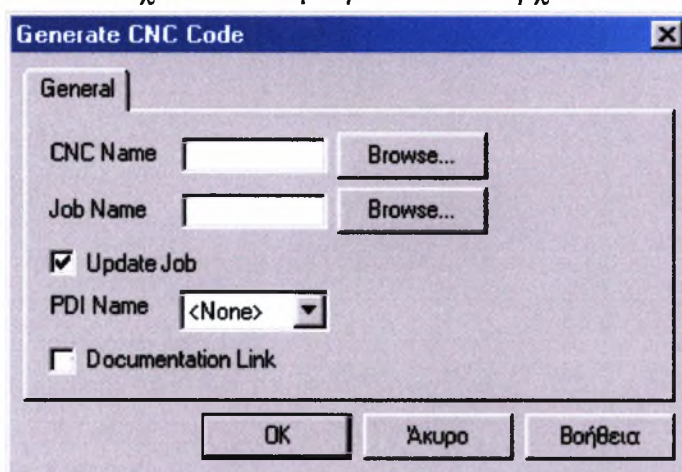 Generate CNC Code
General
CNC Name Browse...
Job Name Browse...
Update Job
PDI Name <None>
Documentation Link
OK Άκυρο Βοήθεια